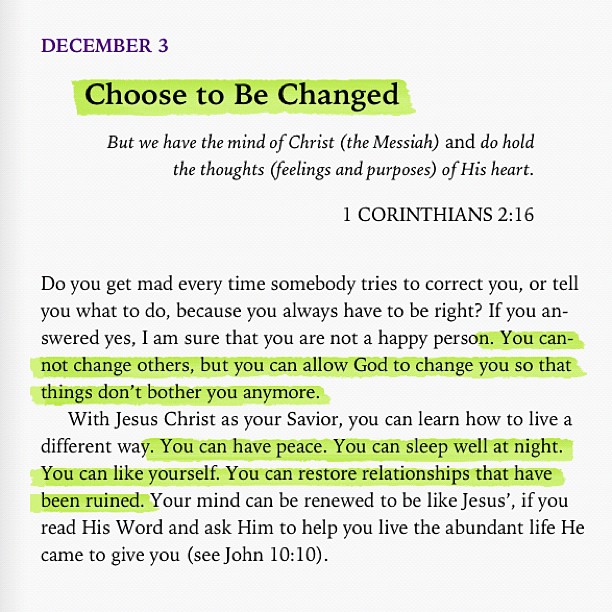 DECEMBER 3
Choose to Be Changed
But we have the mind of Christ (the Messiah) and do hold
the thoughts (feelings and purposes) of His heart.
1 CORINTHIANS 2:16
Do you get mad every time somebody tries to correct you, or tell
you what to do, because you always have to be right? If you an-
swered yes, I am sure that you are not a happy person. You can-
not change others, but you can allow God to change you so that
things don’t bother you anymore.
With Jesus Christ as your Savior, you can learn how to live a
different way. You can have peace. You can sleep well at night.
You can like yourself. You can restore relationships that have
been ruined. Your mind can be renewed to be like Jesus’, if you
read His Word and ask Him to help you live the abundant life He
came to give you (see John 10:10).